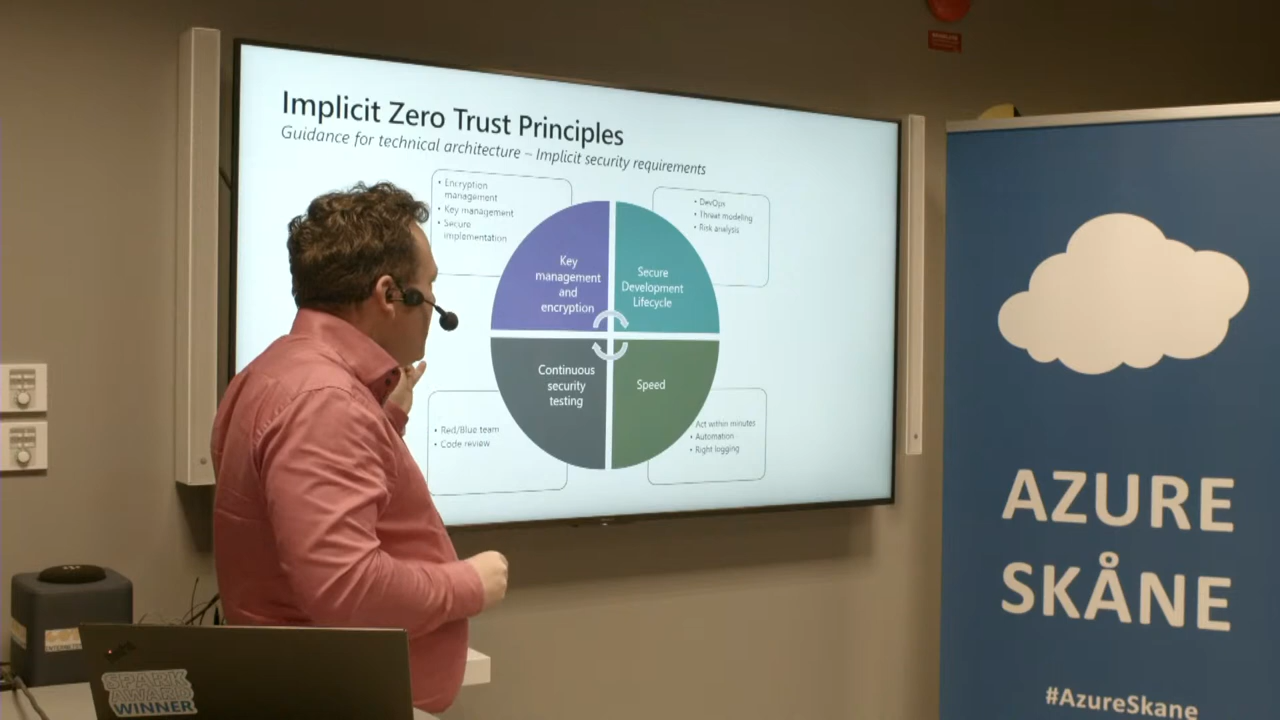 Implicit Zero Trust Principles
Guidance for technical architecture – Implicit security requirements
• Encryption
management
• Key management
• Secure
implementation
• DevOps
• Threat modeling
• Risk analysis
Key
management
and
encryption
Secure
Development
Lifecycle
Continuous
security
testing
Speed
• Red/Blue team
• Code review
Act within minutes
• Automation
• Right logging
AZURE
SKÅNE
#AzureSkane
SPARK
AWARD
WINNER